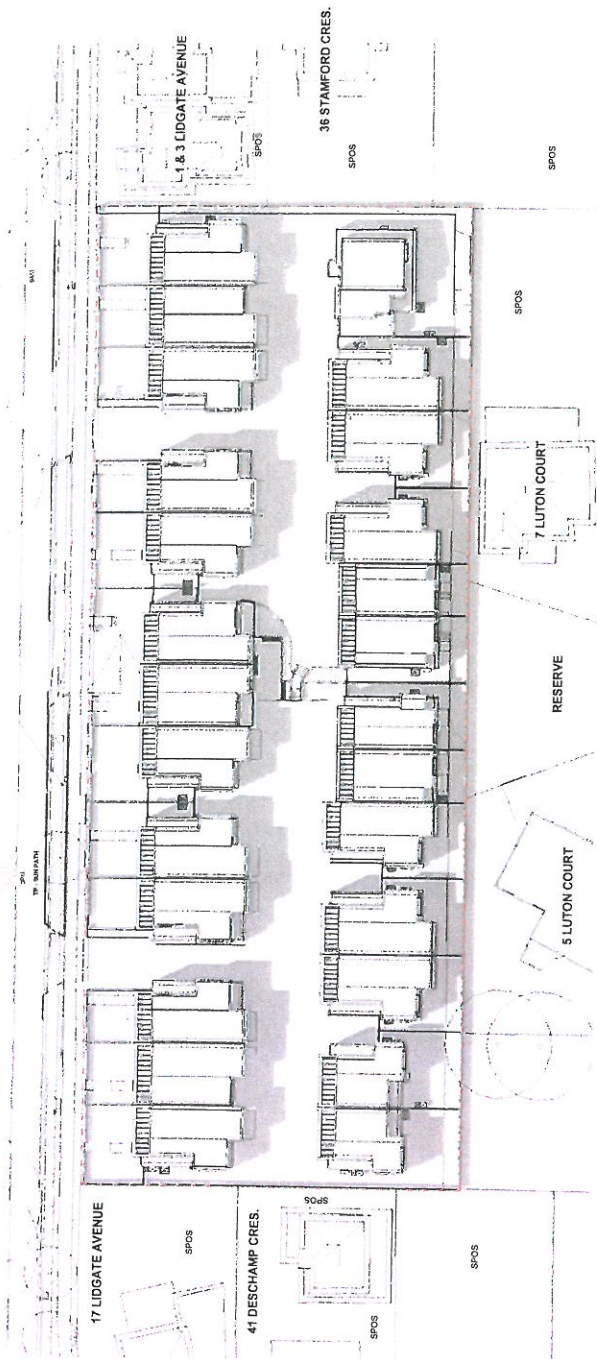 1 & 3 LIDGATE AVENUE
SPOS
36 STAMFORD CRES.
SPOS
SPOS
9AM
SPOS
7 LUTON COURT
RESERVE
5 LUTON COURT
17 LIDGATE AVENUE
SPOS
41 DESCHAMP CRES.
SPOS
SPOS
SPOS